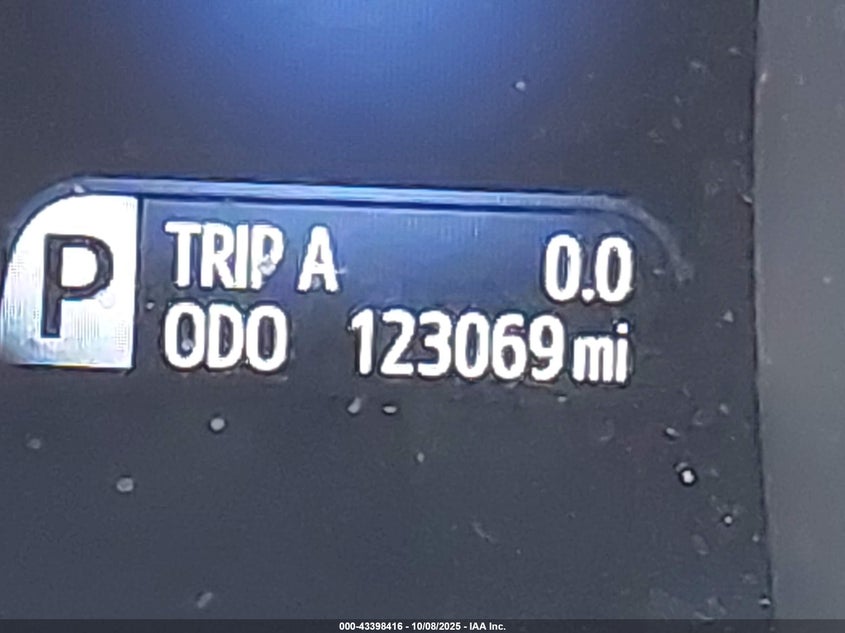 P
TRIP A 0.0
ODO 123069 mi
000-43398416 - 10/08/2025 - IAA Inc.